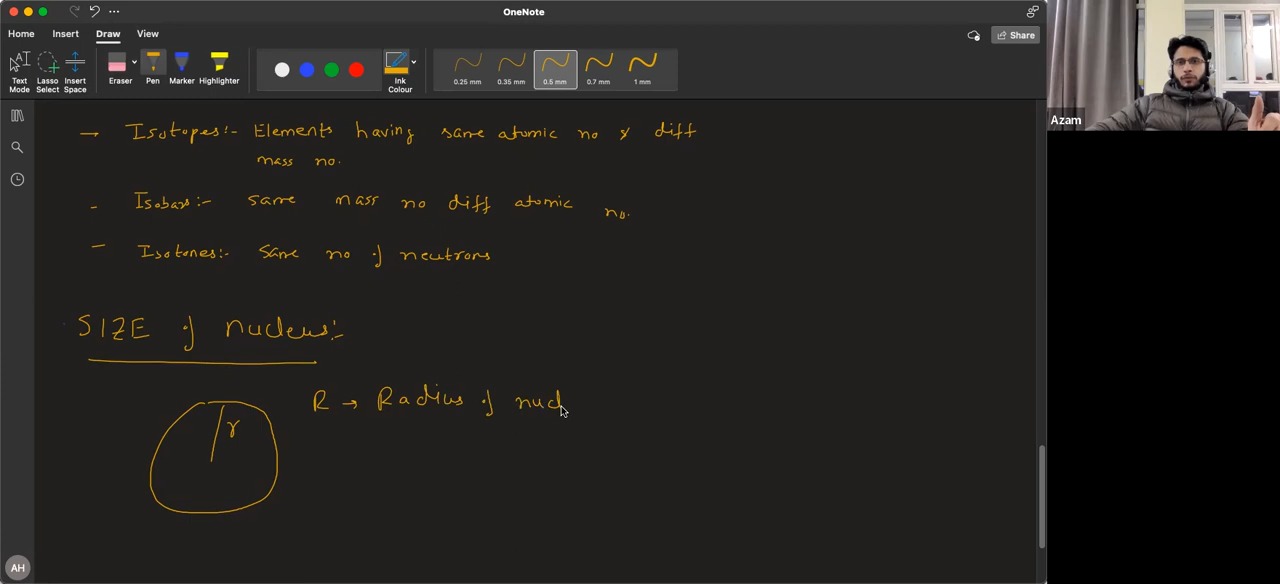 OneNote
Home Insert Draw View
Share
Text Mode
Lasso Select
Insert Space
Eraser
Pen
Marker
Highlighter
Ink Colour
0.25 mm
0.35 mm
0.5 mm
0.7 mm
1 mm
Azam
→ Isotopes:- Elements having same atomic no & diff
mass no.
- Isobars:- same mass no diff atomic no.
- Isotones:- same no of neutrons
SIZE of nucleus:-
R → Radius of nucl
r
AH